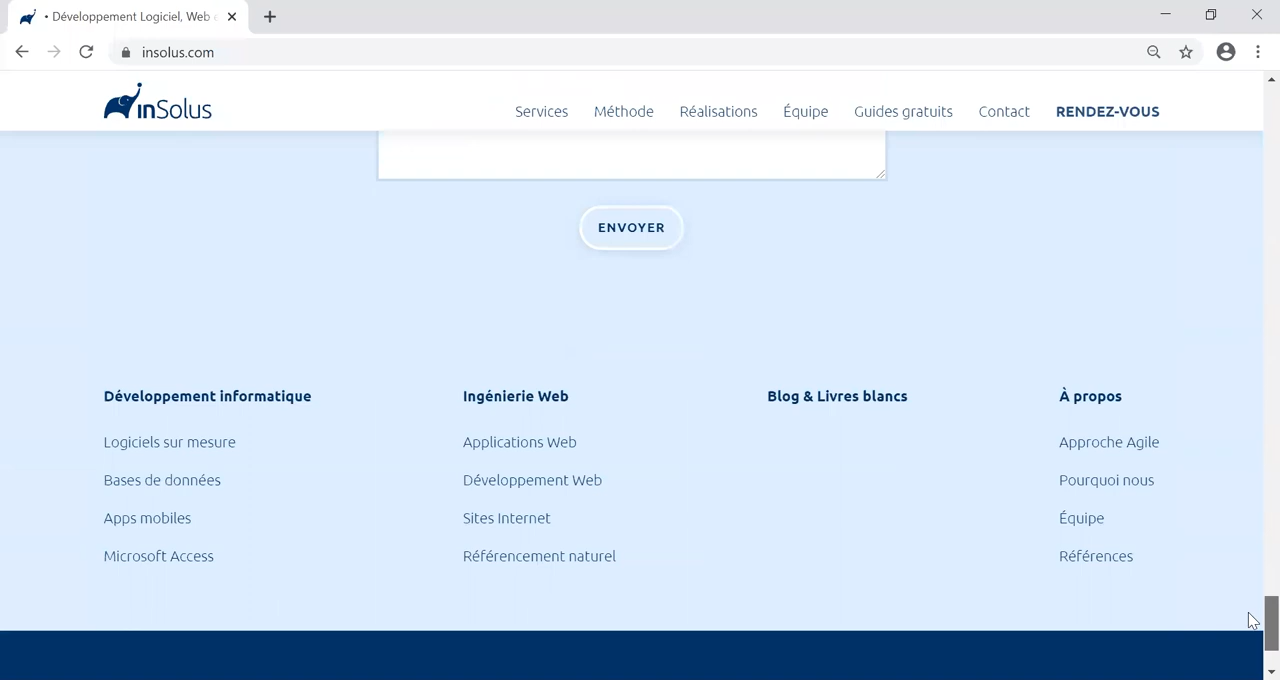 • Développement Logiciel, Web
insolus.com
inSolus
Services Méthode Réalisations Équipe Guides gratuits Contact RENDEZ-VOUS
ENVOYER
Développement informatique
Logiciels sur mesure
Bases de données
Apps mobiles
Microsoft Access
Ingénierie Web
Applications Web
Développement Web
Sites Internet
Référencement naturel
Blog & Livres blancs
À propos
Approche Agile
Pourquoi nous
Équipe
Références